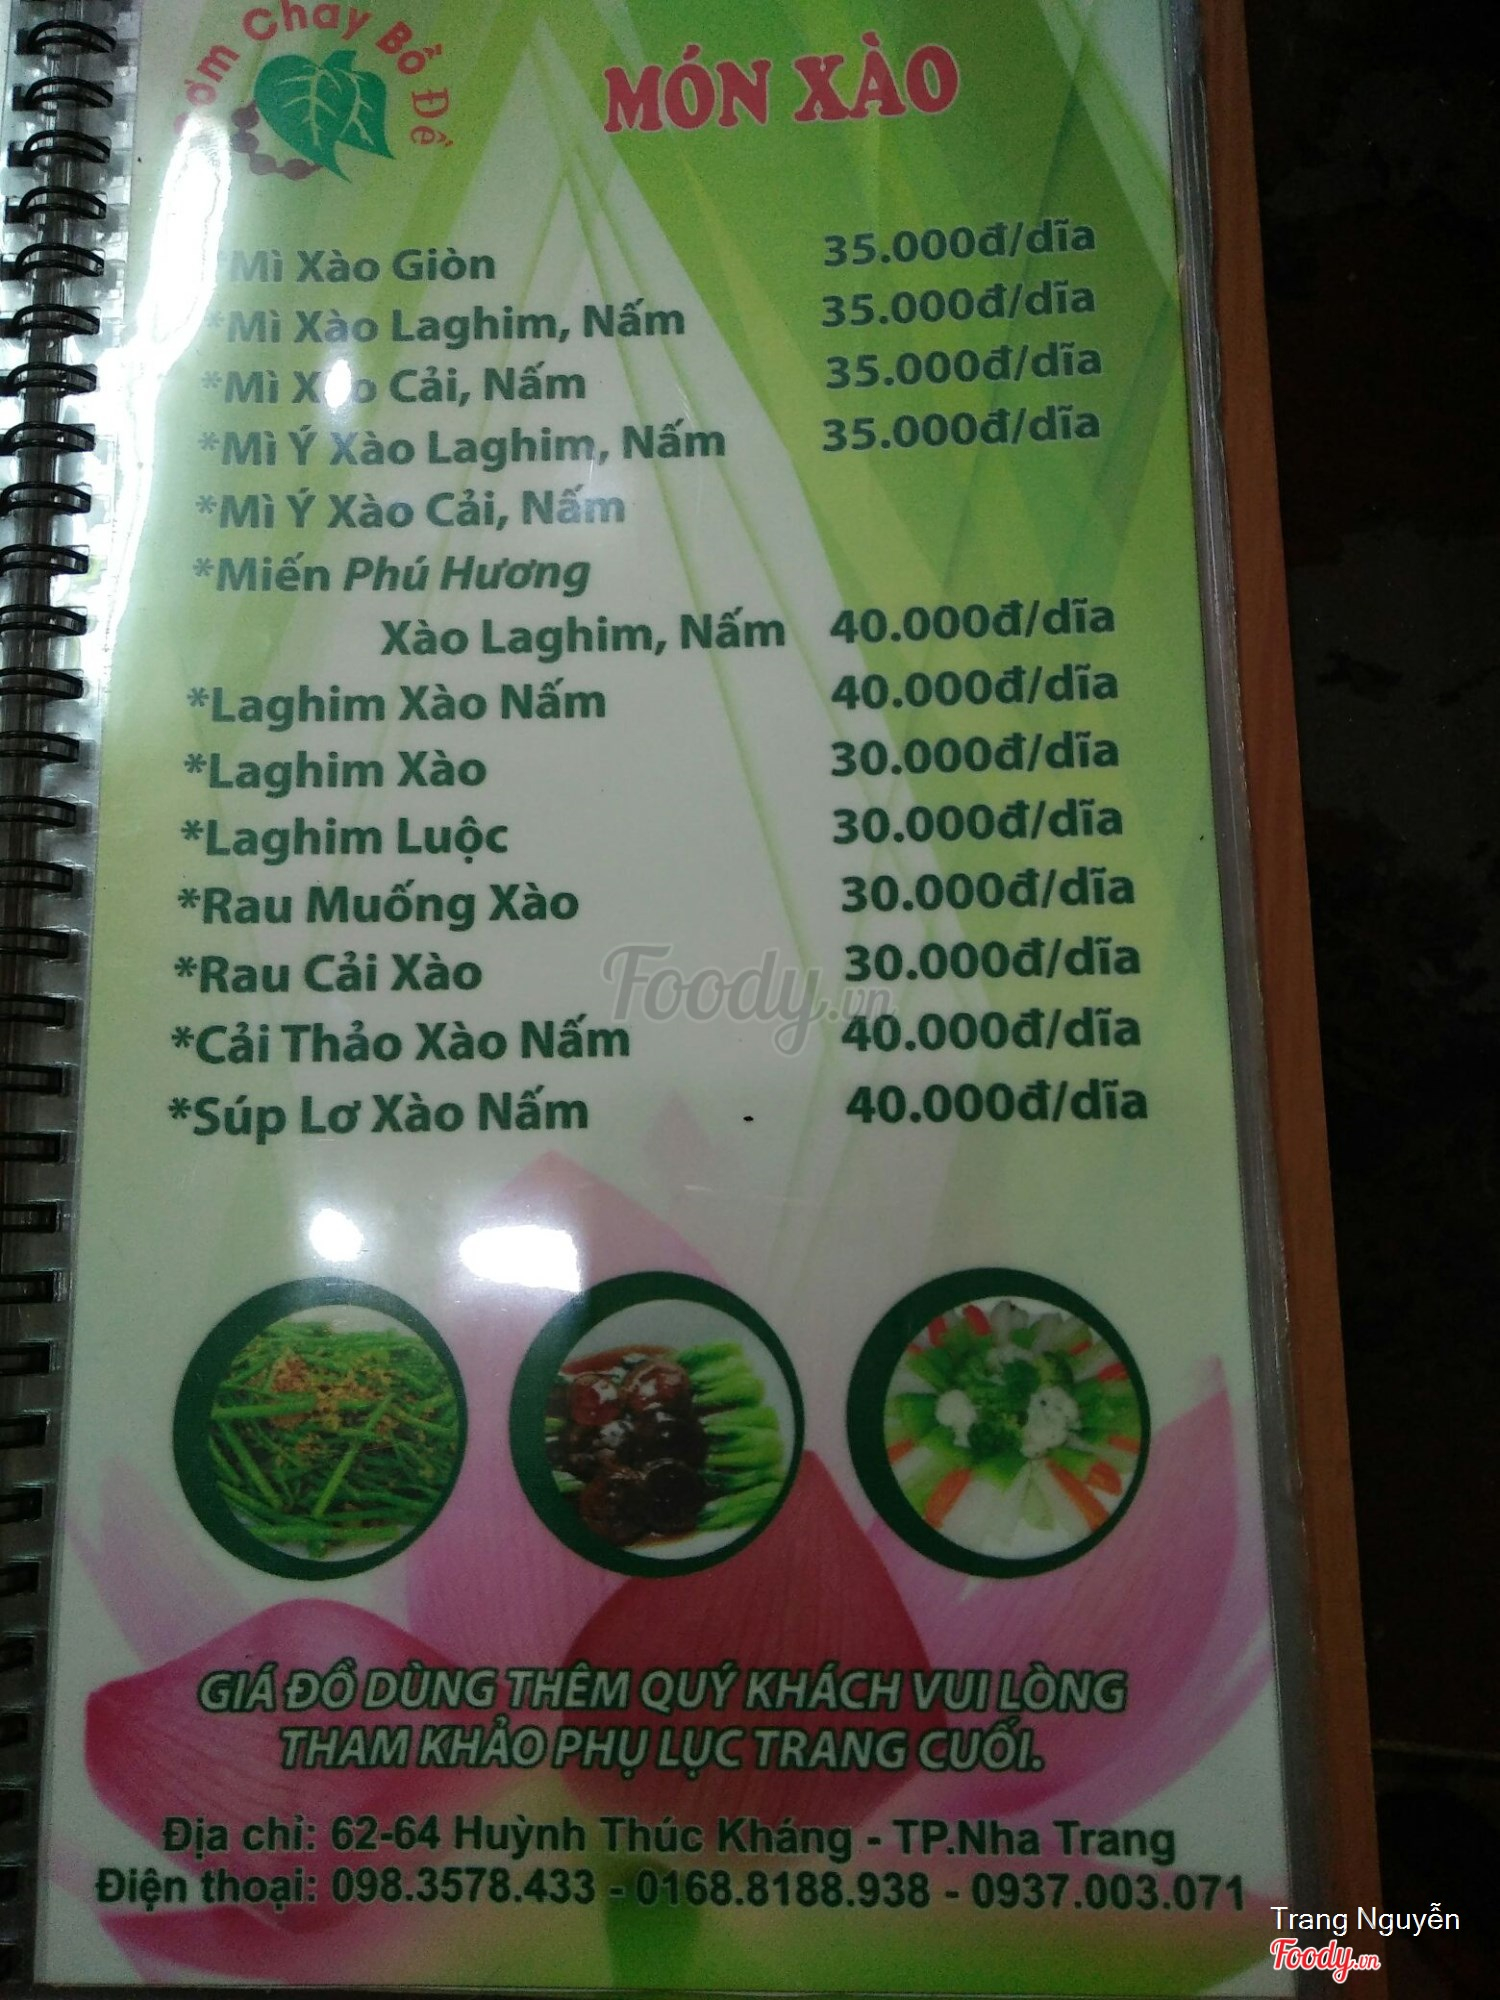 Chay Bồ Đề
MÓN XÀO
*Mì Xào Giòn 35.000đ/dĩa
*Mì Xào Laghim, Nấm 35.000đ/dĩa
*Mì Xào Cải, Nấm 35.000đ/dĩa
*Mì Ý Xào Laghim, Nấm 35.000đ/dĩa
*Mì Ý Xào Cải, Nấm
*Miến Phú Hương
Xào Laghim, Nấm 40.000đ/dĩa
*Laghim Xào Nấm 40.000đ/dĩa
*Laghim Xào 30.000đ/dĩa
*Laghim Luộc 30.000đ/dĩa
*Rau Muống Xào 30.000đ/dĩa
*Rau Cải Xào 30.000đ/dĩa
*Cải Thảo Xào Nấm 40.000đ/dĩa
*Súp Lơ Xào Nấm 40.000đ/dĩa
Foody.vn
GIÁ ĐỒ DÙNG THÊM QUÝ KHÁCH VUI LÒNG
THAM KHẢO PHỤ LỤC TRANG CUỐI.
Địa chỉ: 62-64 Huỳnh Thúc Kháng - TP.Nha Trang
Điện thoại: 098.3578.433 - 0168.8188.938 - 0937.003.071
Trang Nguyễn
Foody.vn